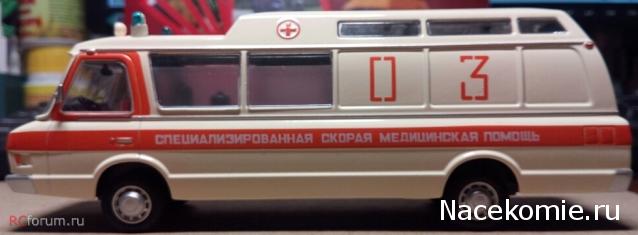 03
СПЕЦИАЛИЗИРОВАННАЯ СКОРАЯ МЕДИЦИНСКАЯ ПОМОЩЬ
RCforum.ru
Nacekomie.ru